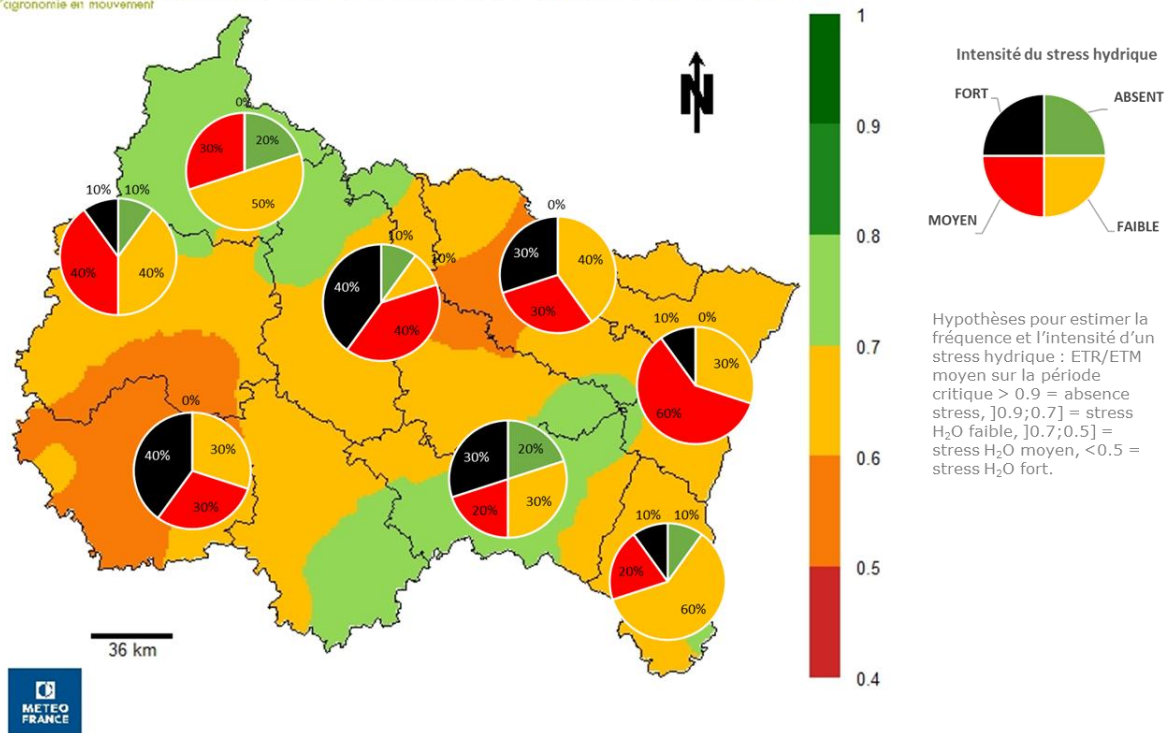 l'agronomie en mouvement
N
1
0.9
0.8
0.7
0.6
0.5
0.4
Intensité du stress hydrique
FORT
ABSENT
MOYEN
FAIBLE
Hypothèses pour estimer la
fréquence et l'intensité d'un
stress hydrique : ETR/ETM
moyen sur la période
critique > 0.9 = absence
stress, ]0.9;0.7] = stress
H₂O faible, ]0.7;0.5] =
stress H₂O moyen, <0.5 =
stress H₂O fort.
0%
30%
20%
50%
10%
10%
40%
40%
10%
40%
10%
40%
0%
30%
40%
30%
10%
0%
30%
60%
0%
40%
30%
30%
30%
20%
20%
30%
10%
10%
20%
60%
36 km
METEO
FRANCE